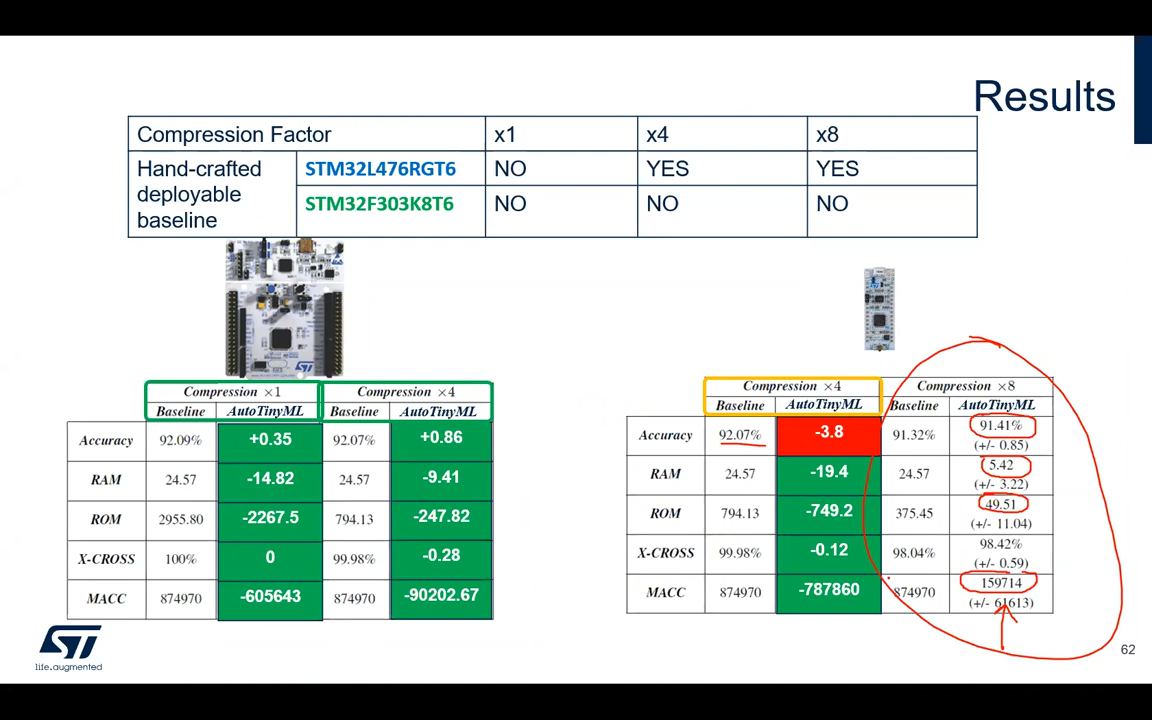 Results
Compression Factor x1 x4 x8
Hand-crafted deployable baseline STM32L476RGT6 NO YES YES
STM32F303K8T6 NO NO NO
Compression ×1 Compression ×4
Baseline AutoTinyML Baseline AutoTinyML
Accuracy 92.09% +0.35 92.07% +0.86
RAM 24.57 -14.82 24.57 -9.41
ROM 2955.80 -2267.5 794.13 -247.82
X-CROSS 100% 0 99.98% -0.28
MACC 874970 -605643 874970 -90202.67
Compression ×4 Compression ×8
Baseline AutoTinyML Baseline AutoTinyML
Accuracy 92.07% -3.8 91.32% 91.41% (+/- 0.85)
RAM 24.57 -19.4 24.57 5.42 (+/- 3.22)
ROM 794.13 -749.2 375.45 49.51 (+/- 11.04)
X-CROSS 99.98% -0.12 98.04% 98.42% (+/- 0.59)
MACC 874970 -787860 874970 159714 (+/- 61613)
ST
life.augmented
62